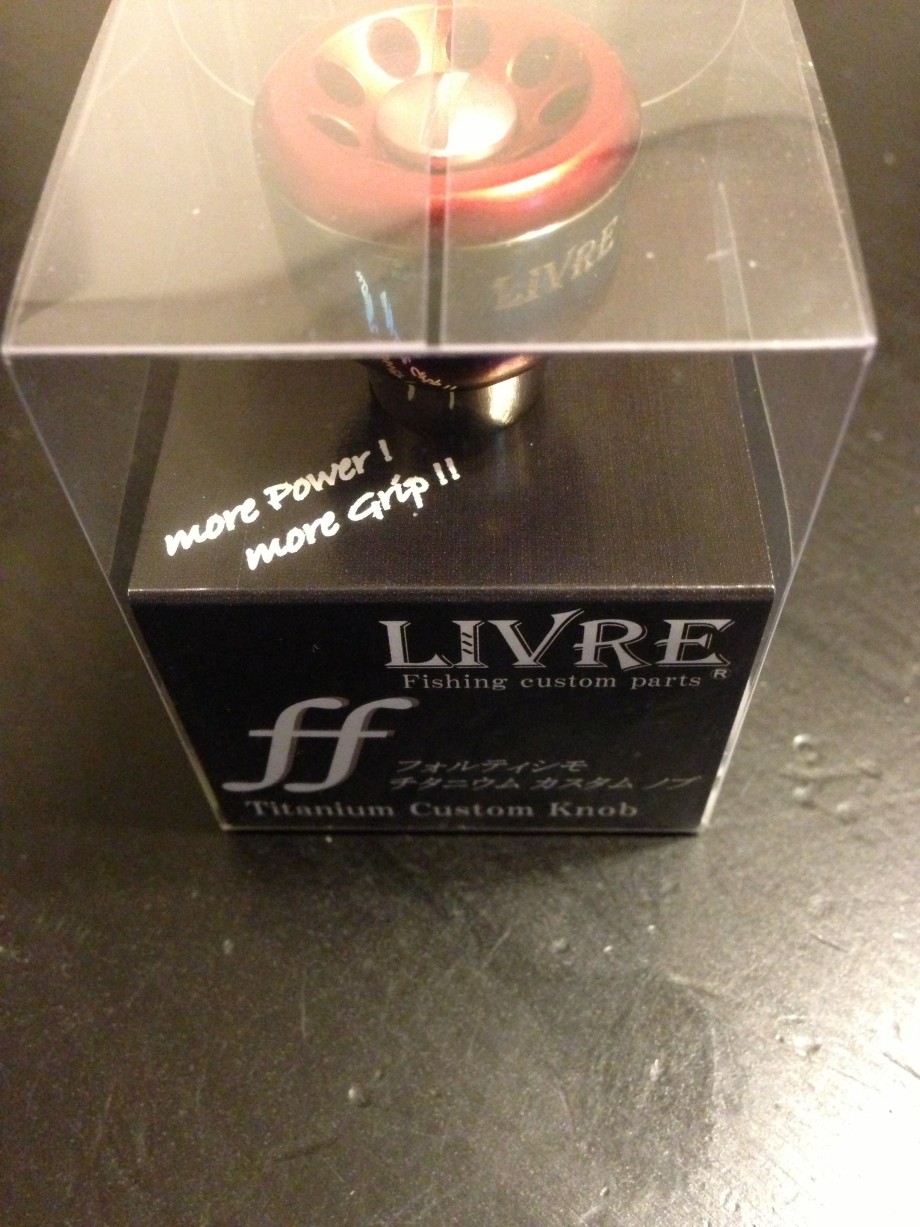 LIVRE
more Power !
more Grip !!
LIVRE
Fishing custom parts ®
ff
フォルティシモ
チタニウム カスタム ノブ
Titanium Custom Knob